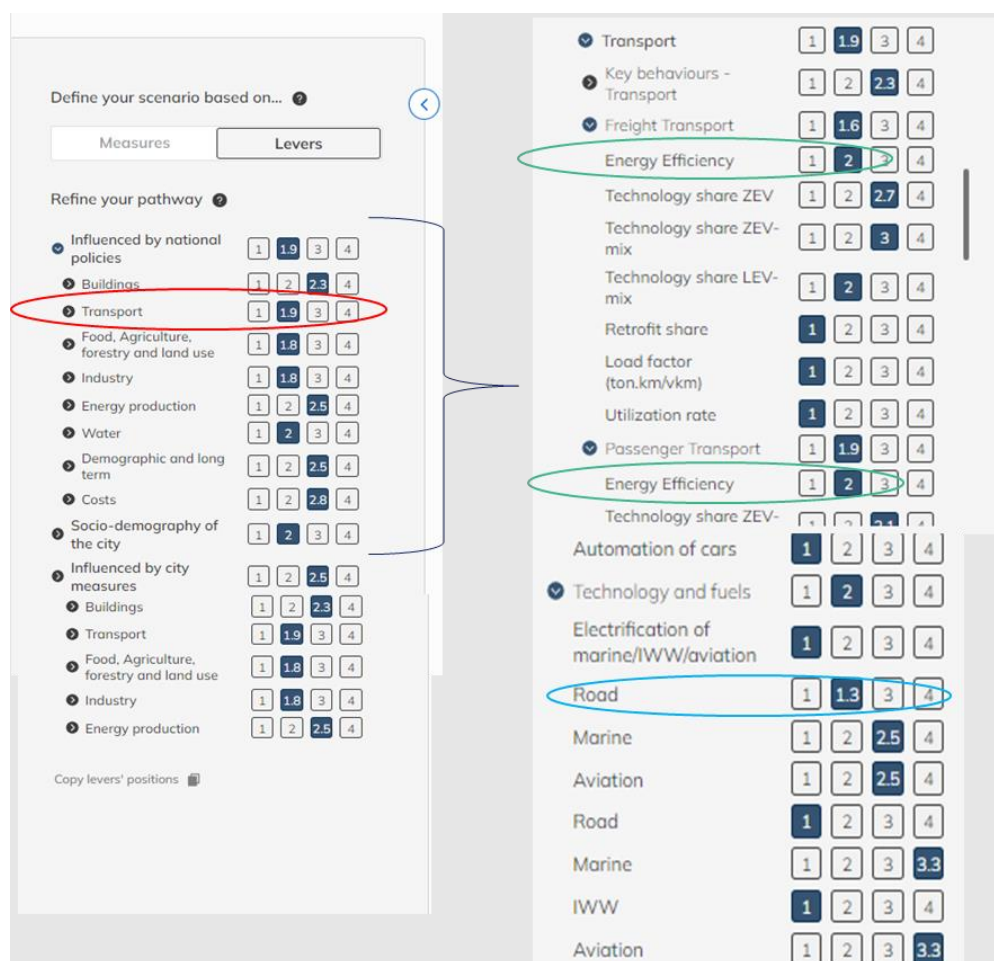 Define your scenario based on... ?
Measures Levers
Refine your pathway ?
Influenced by national
policies 1 1.9 3 4
Buildings 1 2 2.3 4
Transport 1 1.9 3 4
Food, Agriculture,
forestry and land use 1 1.8 3 4
Industry 1 1.8 3 4
Energy production 1 2 2.5 4
Water 1 2 3 4
Demographic and long
term 1 2 2.5 4
Costs 1 2 2.8 4
Socio-demography of
the city 1 2 3 4
Influenced by city
measures 1 2 2.5 4
Buildings 1 2 2.3 4
Transport 1 1.9 3 4
Food, Agriculture,
forestry and land use 1 1.8 3 4
Industry 1 1.8 3 4
Energy production 1 2 2.5 4
Copy levers' positions
Transport 1 1.9 3 4
Key behaviours -
Transport 1 2 2.3 4
Freight Transport 1 1.6 3 4
Energy Efficiency 1 2 3 4
Technology share ZEV 1 2 2.7 4
Technology share ZEV-
mix 1 2 3 4
Technology share LEV-
mix 1 2 3 4
Retrofit share 1 2 3 4
Load factor
(ton.km/vkm) 1 2 3 4
Utilization rate 1 2 3 4
Passenger Transport 1 1.9 3 4
Energy Efficiency 1 2 3 4
Technology share ZEV- 1 2 2.1 4
Automation of cars 1 2 3 4
Technology and fuels 1 2 3 4
Electrification of
marine/IWW/aviation 1 2 3 4
Road 1 1.3 3 4
Marine 1 2 2.5 4
Aviation 1 2 2.5 4
Road 1 2 3 4
Marine 1 2 3 3.3
IWW 1 2 3 4
Aviation 1 2 3 3.3